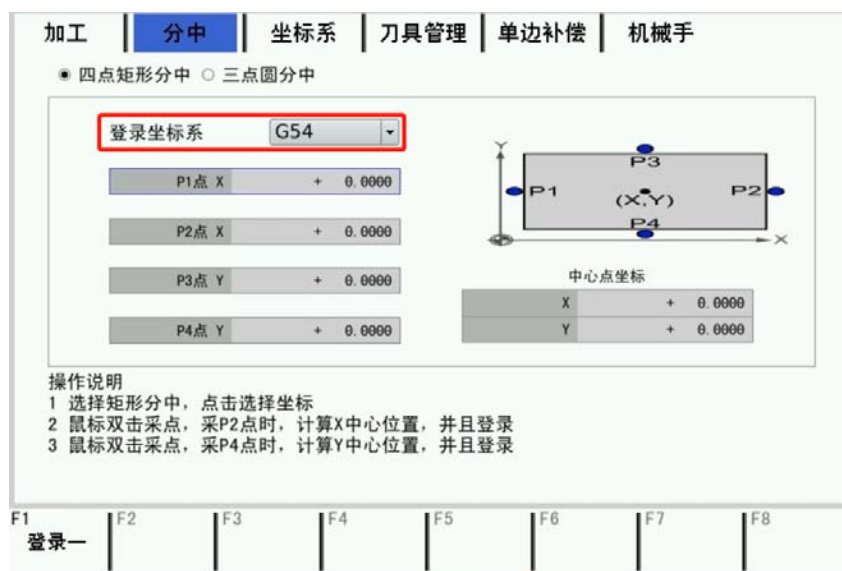 加工 分中 坐标系 刀具管理 单边补偿 机械手
四点矩形分中 三点圆分中
登录坐标系 G54
P1点 X + 0.0000
P2点 X + 0.0000
P3点 Y + 0.0000
P4点 Y + 0.0000
Y
P3
P1 (X,Y) P2
P4
X
中心点坐标
X + 0.0000
Y + 0.0000
操作说明
1 选择矩形分中，点击选择坐标
2 鼠标双击采点，采P2点时，计算X中心位置，并且登录
3 鼠标双击采点，采P4点时，计算Y中心位置，并且登录
F1 F2 F3 F4 F5 F6 F7 F8
登录一